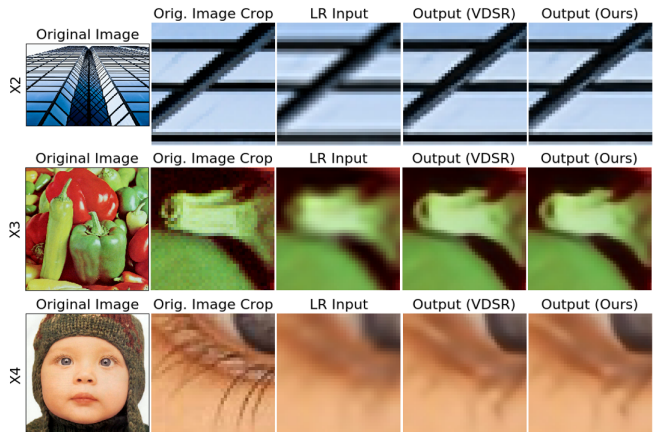 Orig. Image Crop LR Input Output (VDSR) Output (Ours)
Original Image
X2
Original Image Orig. Image Crop LR Input Output (VDSR) Output (Ours)
X3
Original Image Orig. Image Crop LR Input Output (VDSR) Output (Ours)
X4